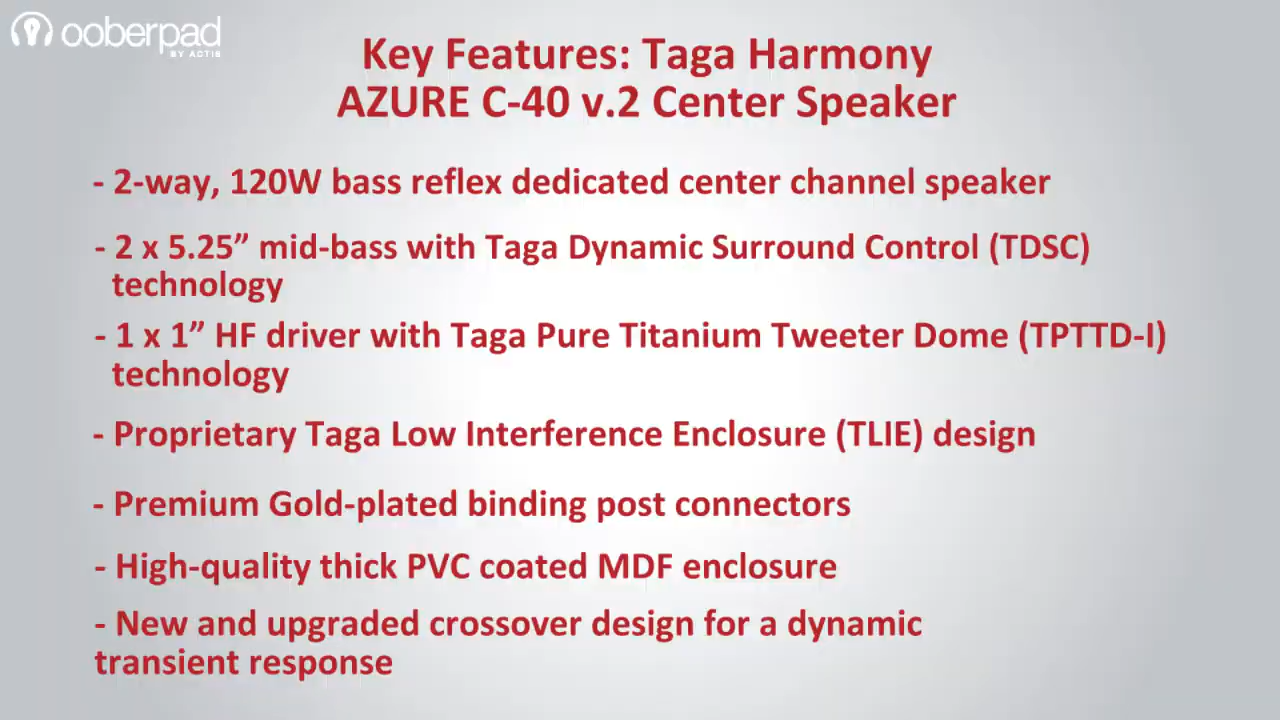 ooberpad
BY ACTIS
Key Features: Taga Harmony
AZURE C-40 v.2 Center Speaker
- 2-way, 120W bass reflex dedicated center channel speaker
- 2 x 5.25” mid-bass with Taga Dynamic Surround Control (TDSC)
technology
- 1 x 1” HF driver with Taga Pure Titanium Tweeter Dome (TPTTD-I)
technology
- Proprietary Taga Low Interference Enclosure (TLIE) design
- Premium Gold-plated binding post connectors
- High-quality thick PVC coated MDF enclosure
- New and upgraded crossover design for a dynamic
transient response